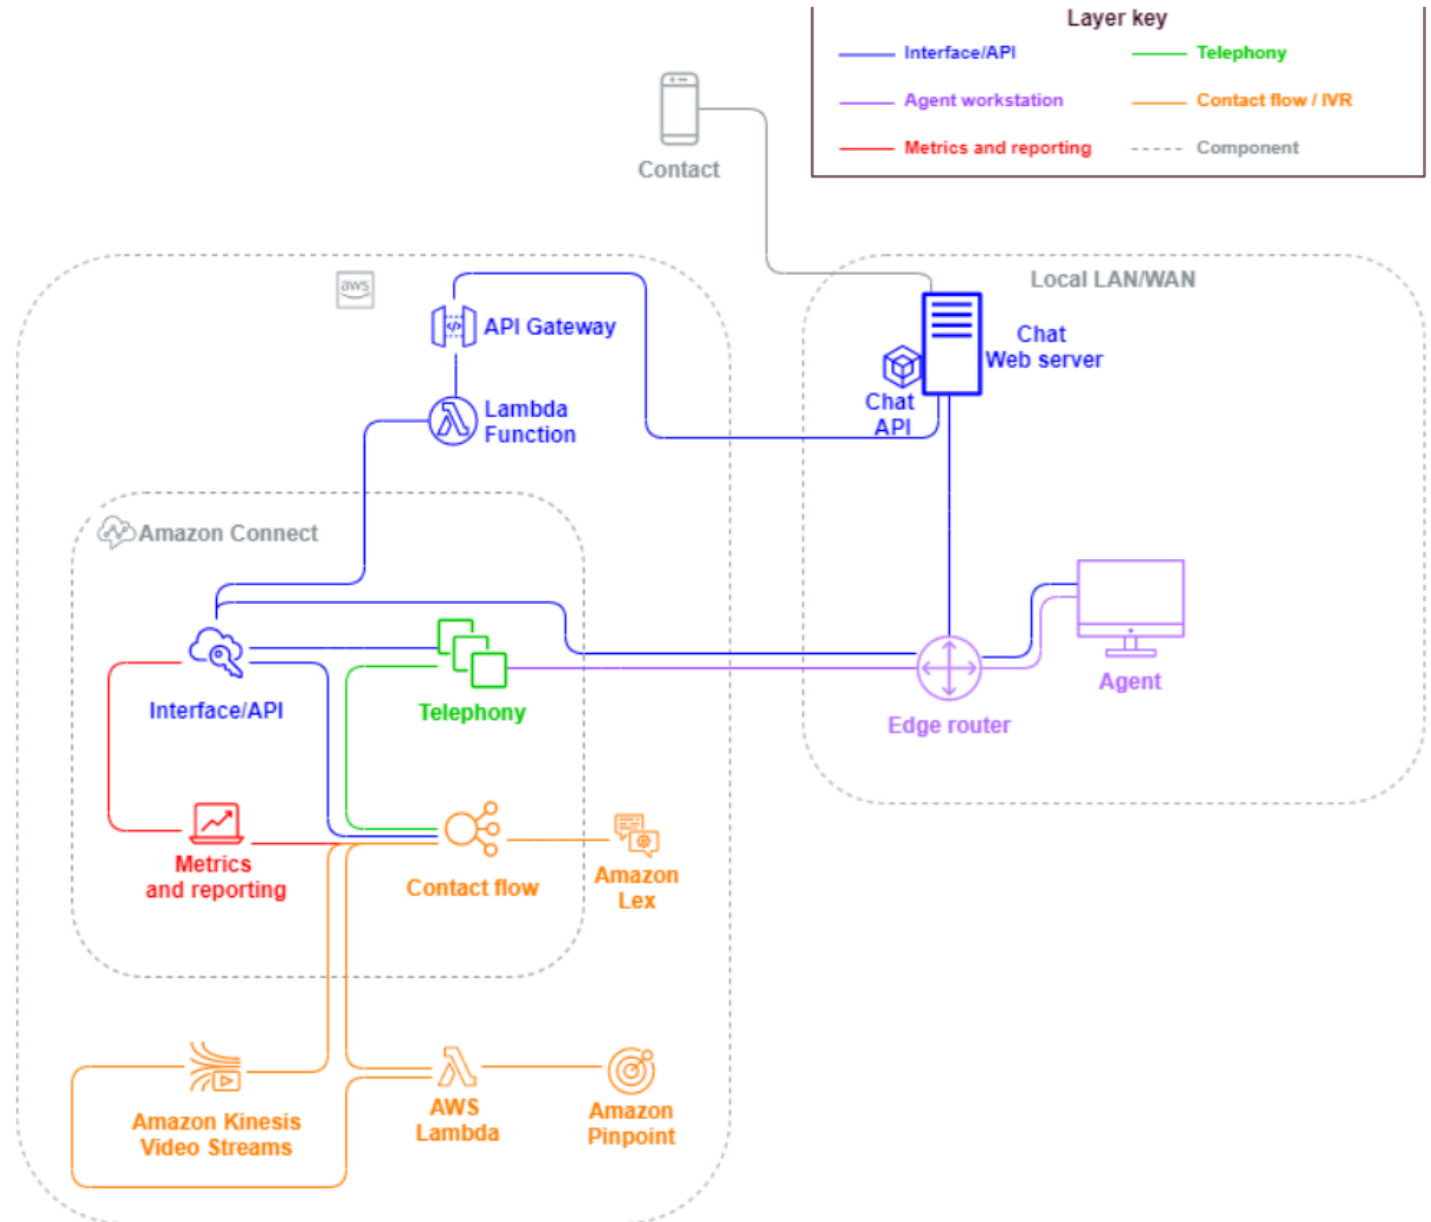 Layer key
Interface/API
Telephony
Agent workstation
Contact flow / IVR
Metrics and reporting
Component
Contact
aws
API Gateway
Lambda
Function
Local LAN/WAN
Chat
Web server
Chat
API
Amazon Connect
Interface/API
Telephony
Edge router
Agent
Metrics
and reporting
Contact flow
Amazon
Lex
Amazon Kinesis
Video Streams
AWS
Lambda
Amazon
Pinpoint